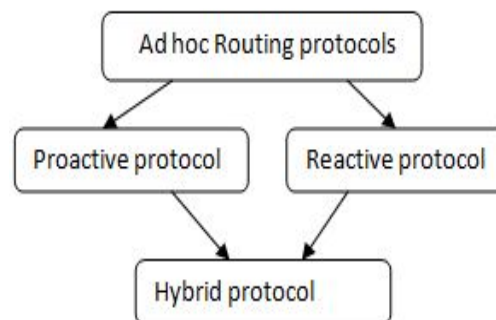 Ad hoc Routing protocols
Proactive protocol
Reactive protocol
Hybrid protocol